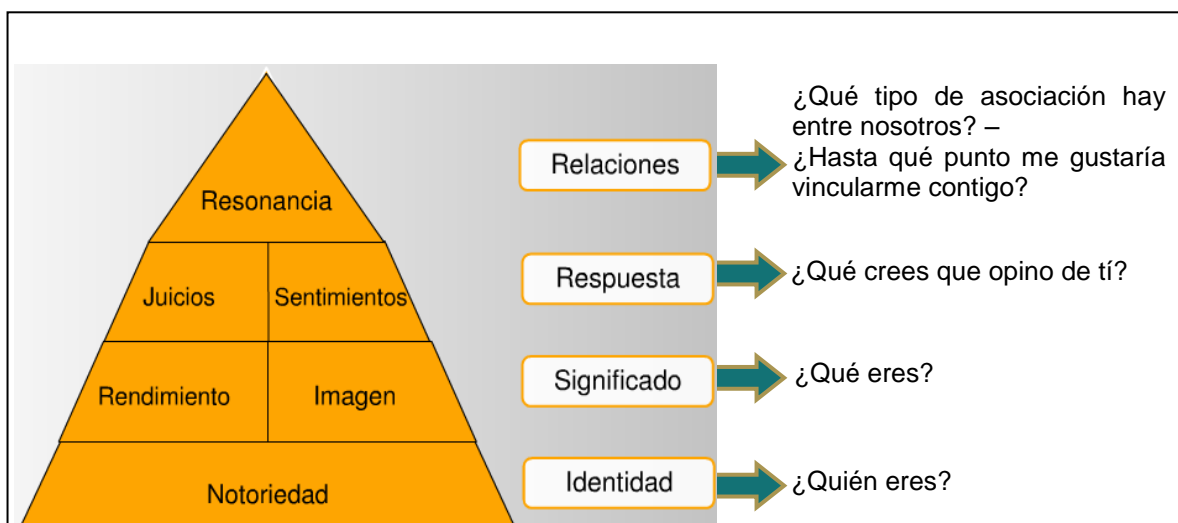 ¿Qué tipo de asociación hay
entre nosotros? –
¿Hasta qué punto me gustaría
vincularme contigo?
Relaciones
Resonancia
Juicios
Sentimientos
Respuesta
¿Qué crees que opino de tí?
Rendimiento
Imagen
Significado
¿Qué eres?
Notoriedad
Identidad
¿Quién eres?